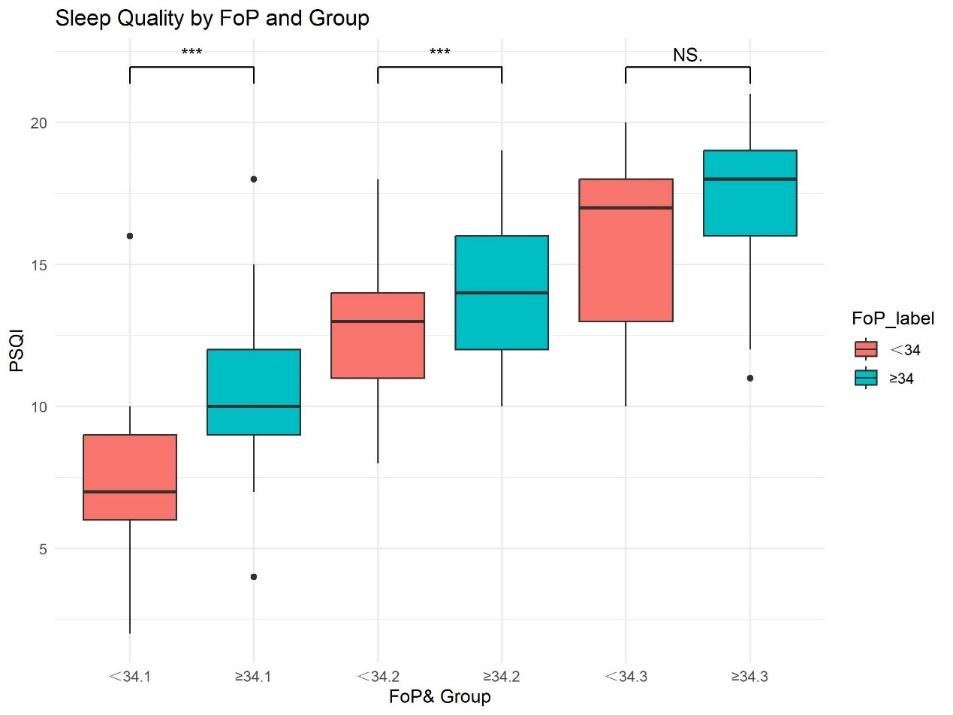 Sleep Quality by FoP and Group
*** *** NS.
20
15
10
5
PSQI
<34.1 ≥34.1 <34.2 ≥34.2 <34.3 ≥34.3
FoP& Group
FoP_label
<34
≥34